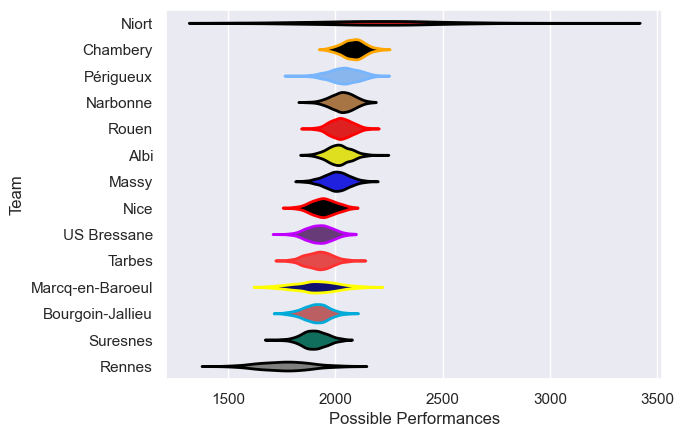 Niort
Chambery
Périgueux
Narbonne
Rouen
Albi
Massy
Nice
US Bressane
Tarbes
Marcq-en-Baroeul
Bourgoin-Jallieu
Suresnes
Rennes
Team
1500 2000 2500 3000 3500
Possible Performances